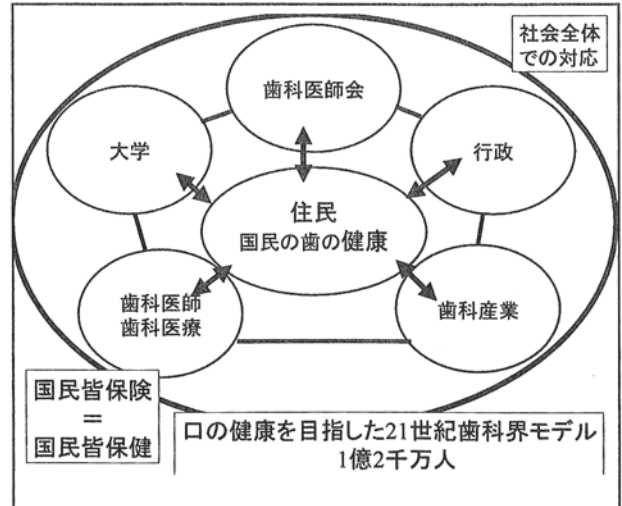 社会全体
での対応
歯科医師会
大学
行政
住民
国民の歯の健康
歯科医師
歯科医療
歯科産業
国民皆保険
＝
国民皆保健
口の健康を目指した21世紀歯科界モデル
1億2千万人